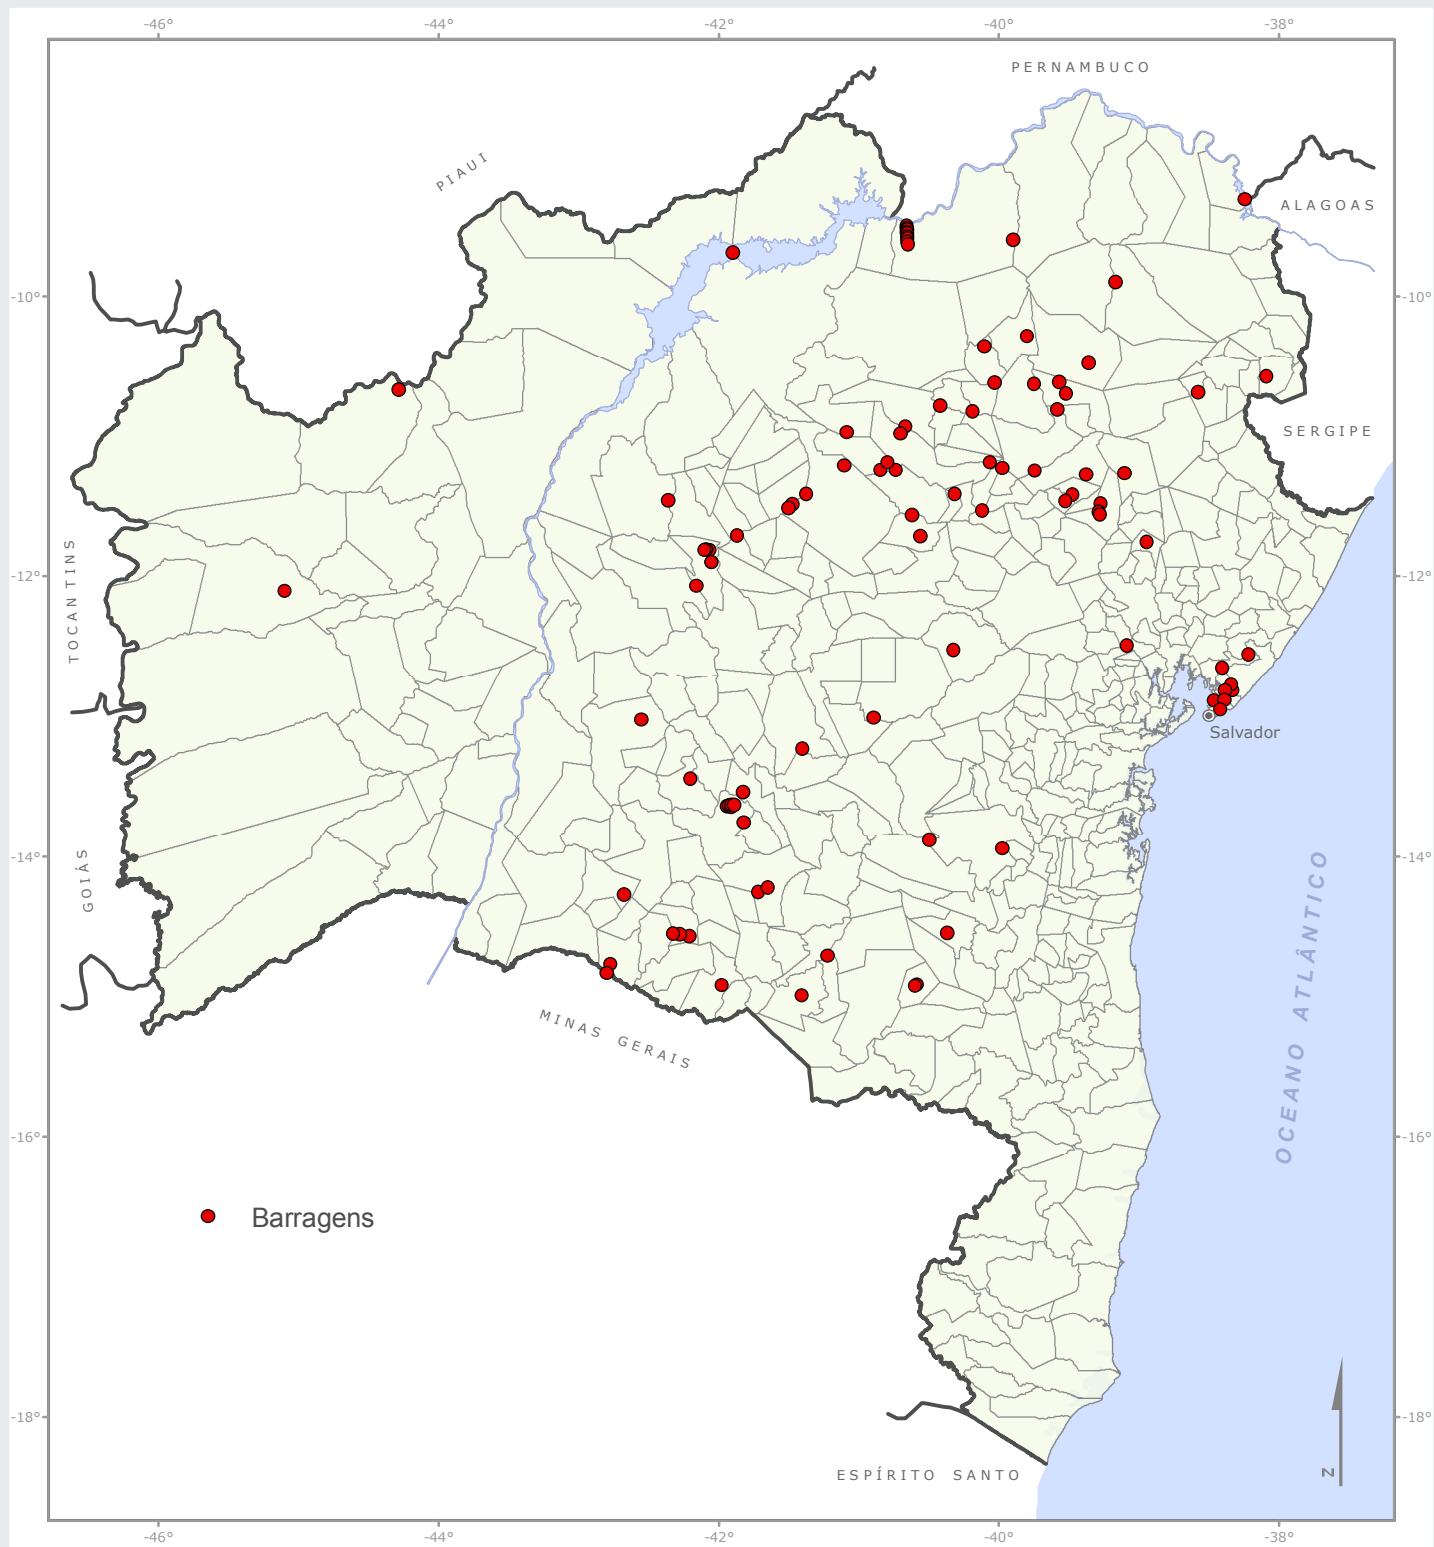 -46°
-44°
-42°
-40°
-38°
PERNAMBUCO
PIAUI
ALAGOAS
-10°
-10°
SERGIPE
TOCANTINS
-12°
-12°
Salvador
GOIÁS
-14°
-14°
OCEANO ATLÂNTICO
MINAS GERAIS
-16°
-16°
Barragens
-18°
-18°
ESPÍRITO SANTO
N
-46°
-44°
-42°
-40°
-38°